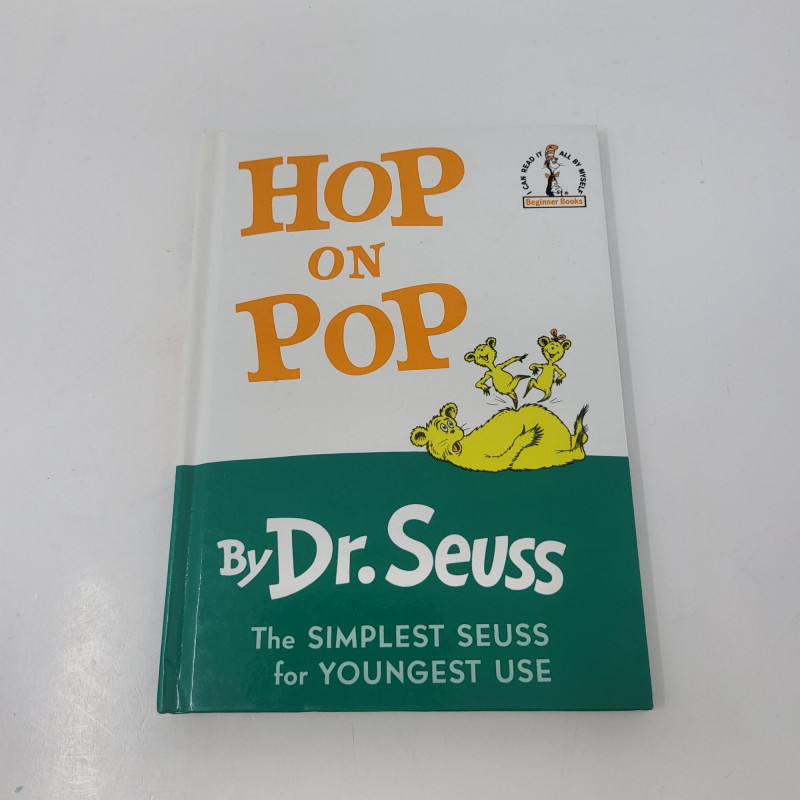 HOP
ON
POP
I CAN READ IT ALL BY MYSELF
Beginner Books
By Dr. Seuss
The SIMPLEST SEUSS
for YOUNGEST USE